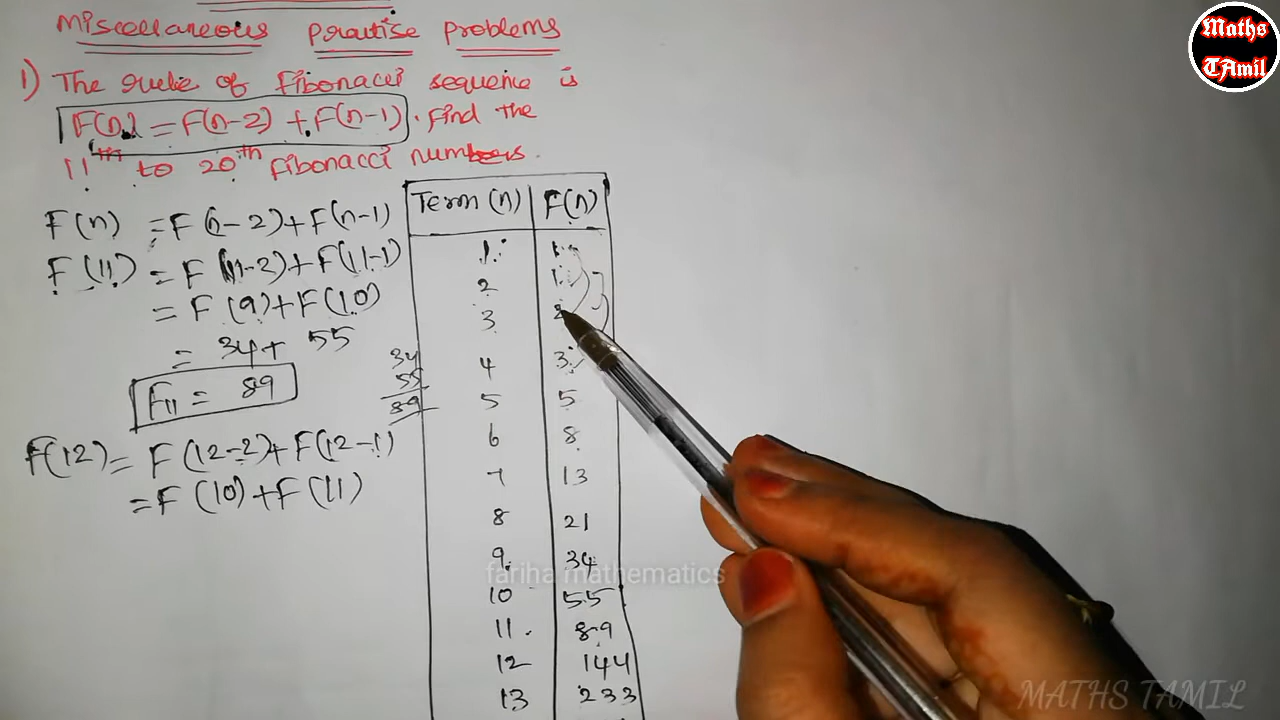 Miscellaneous practise problems
1) The rule of Fibonacci sequence is
F(n) = F(n-2) + F(n-1). Find the
11th to 20th Fibonacci numbers.
F(n) = F(n-2) + F(n-1)
F(11) = F(11-2) + F(11-1)
= F(9) + F(10)
= 34 + 55
F11 = 89
34
55
89
F(12) = F(12-2) + F(12-1)
= F(10) + F(11)
Term (n) F(n)
1 1
2 1
3
4 3
5 5
6 8
7 13
8 21
9 34
10 55
11 89
12 144
13 233
Maths
TAmil
fariha mathematics
MATHS TAMIL